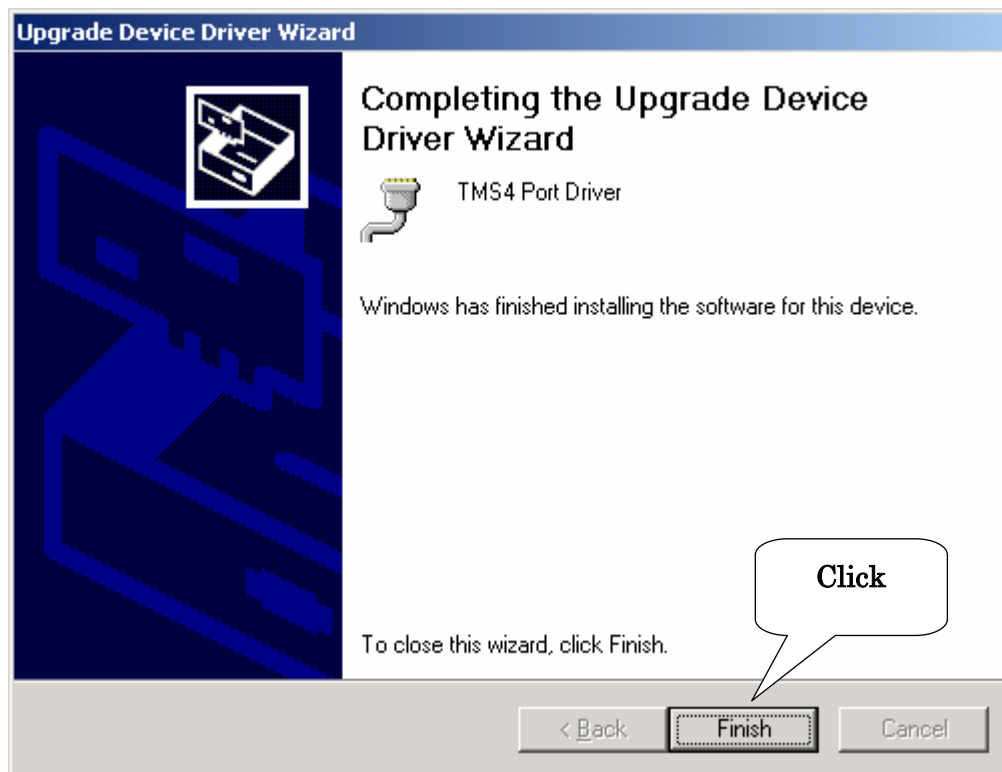 Upgrade Device Driver Wizard
Completing the Upgrade Device
Driver Wizard
TMS4 Port Driver
Windows has finished installing the software for this device.
Click
To close this wizard, click Finish.
< Back
Finish
Cancel